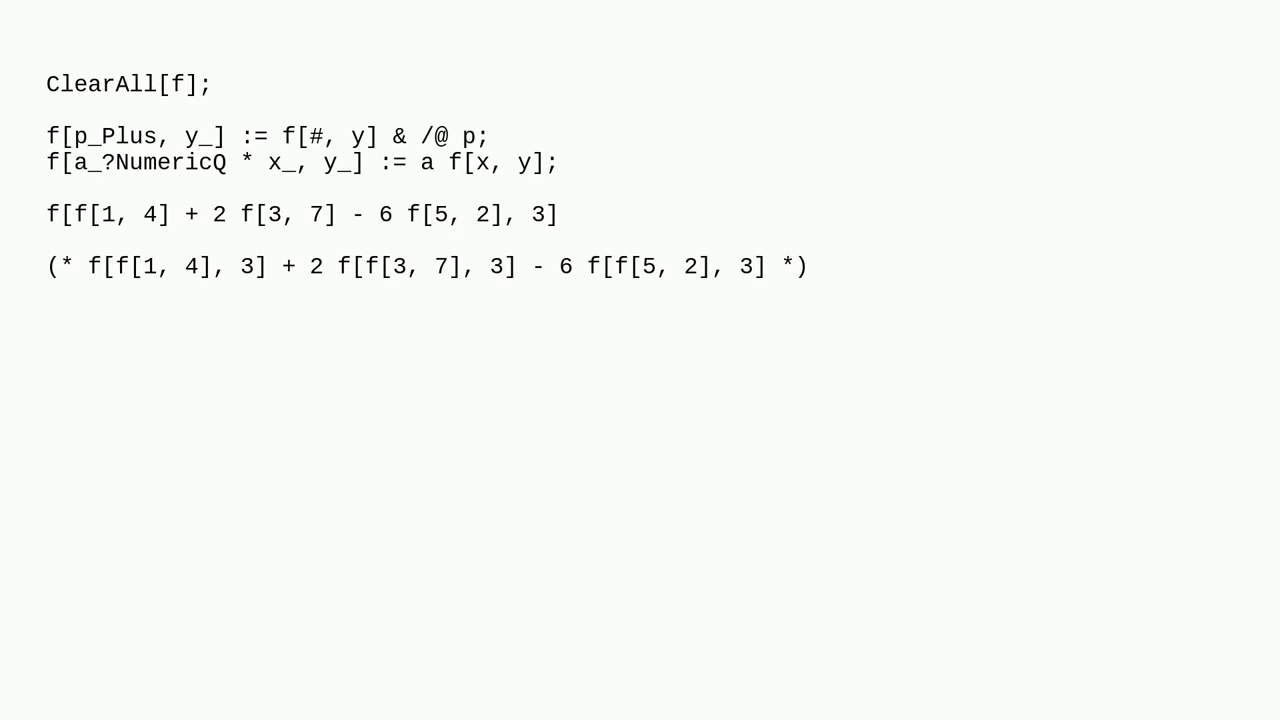 ClearAll[f];
f[p_Plus, y_] := f[#, y] & /@ p;
f[a_?NumericQ * x_, y_] := a f[x, y];
f[f[1, 4] + 2 f[3, 7] - 6 f[5, 2], 3]
(* f[f[1, 4], 3] + 2 f[f[3, 7], 3] - 6 f[f[5, 2], 3] *)